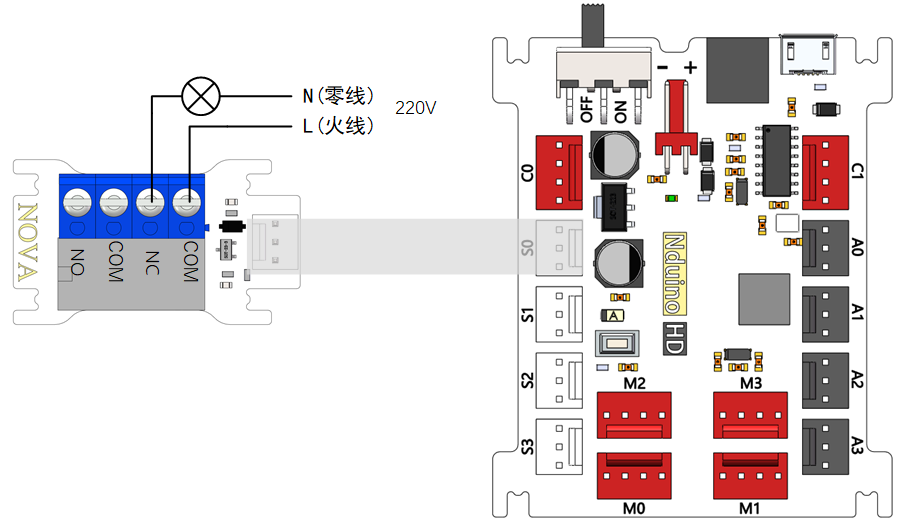 N(零线)
L(火线)
220V
NOVA
NO
COM
NC
COM
- +
OFF
ON
C0
C1
S0
A0
Nduino
HD
S1
A
A1
S2
A2
M2
M3
S3
A3
M0
M1